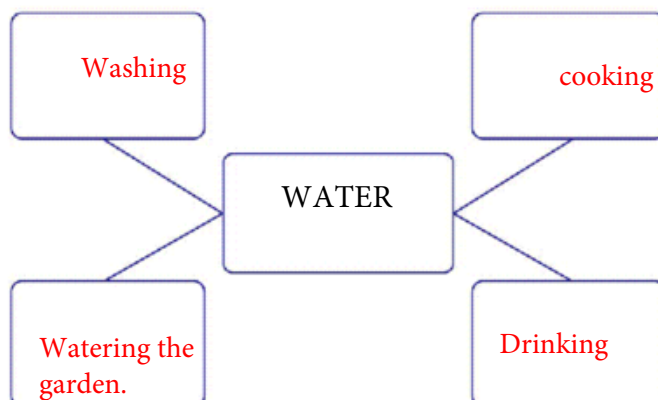 Washing
cooking
WATER
Watering the
garden.
Drinking